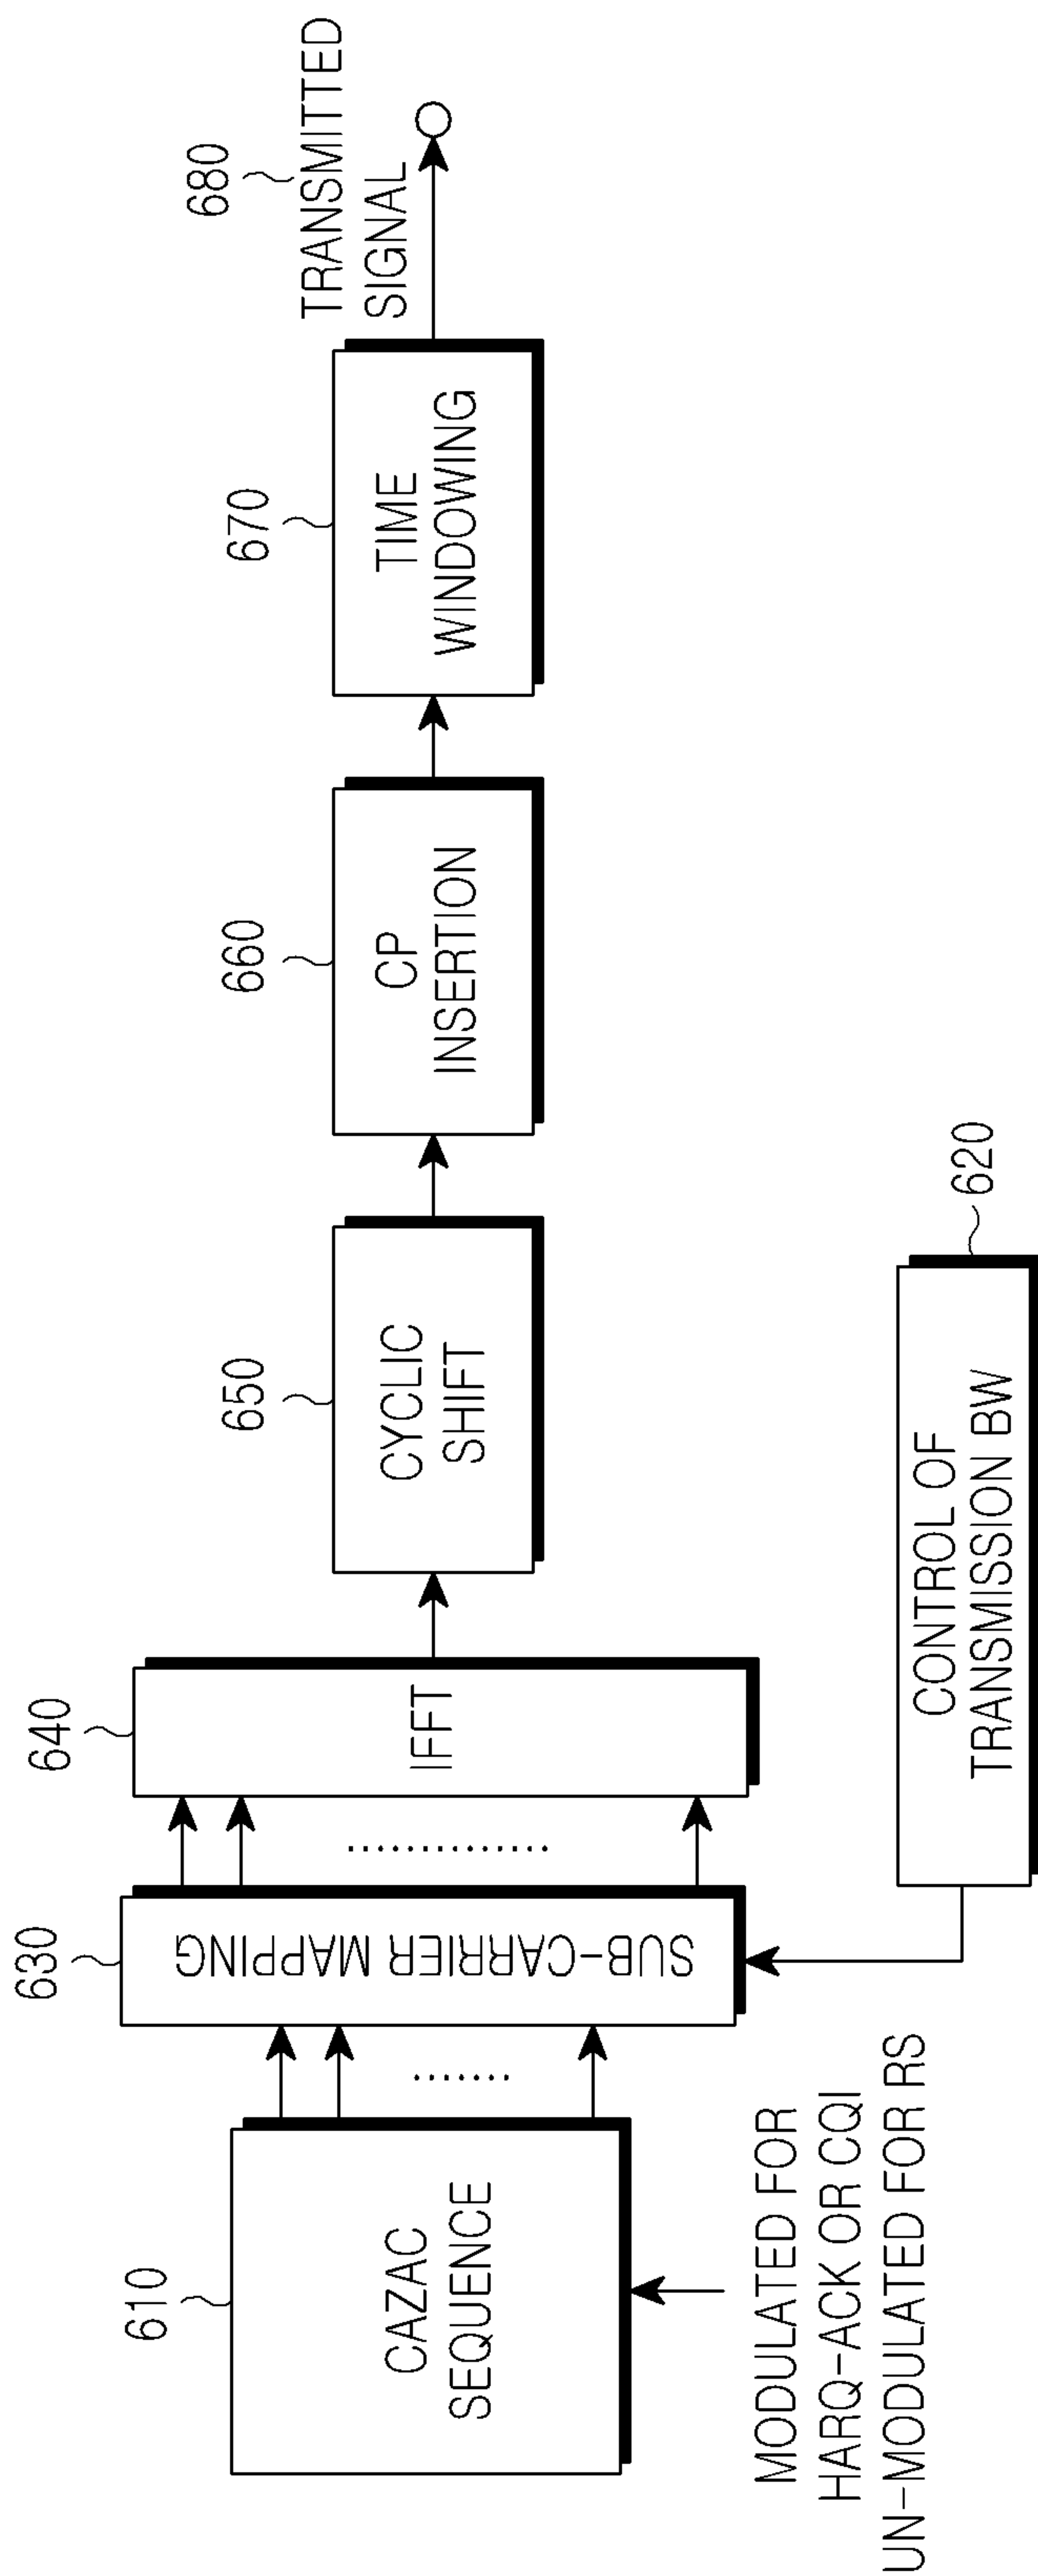 610
CAZAC
SEQUENCE
MODULATED FOR
HARQ-ACK OR CQI
UN-MODULATED FOR RS
630
SUB-CARRIER MAPPING
640
IFFT
650
CYCLIC
SHIFT
660
CP
INSERTION
670
TIME
WINDOWING
680
TRANSMITTED
SIGNAL
CONTROL OF
TRANSMISSION BW
620